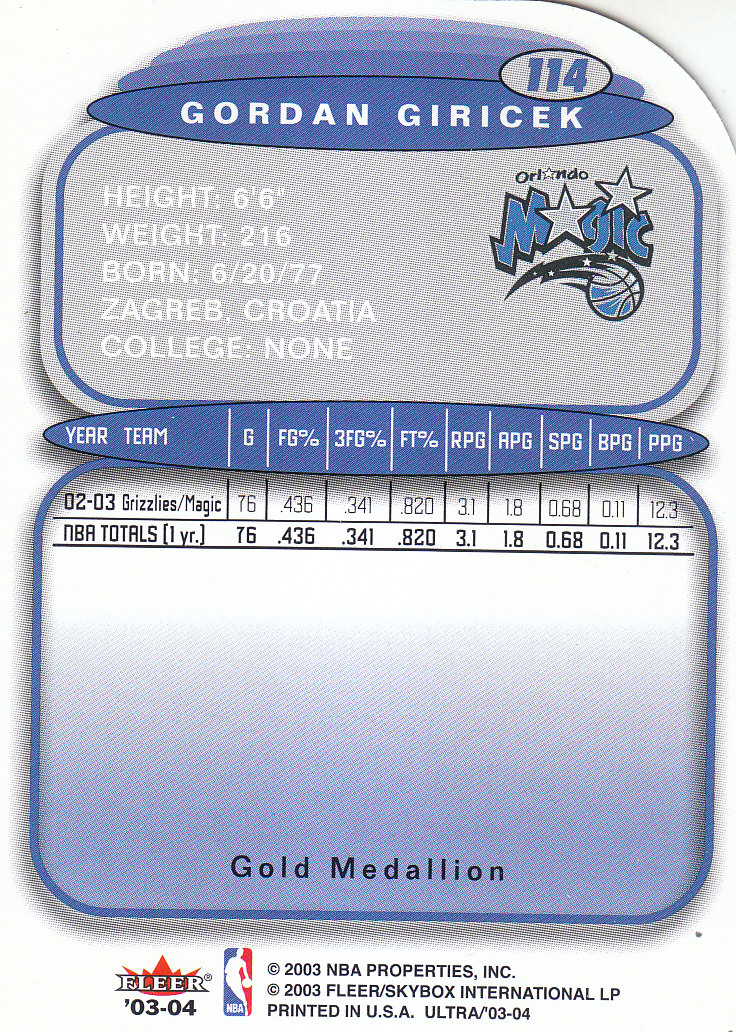 114
GORDAN GIRICEK
HEIGHT: 6'6"
WEIGHT: 216
BORN: 6/20/77
ZAGREB, CROATIA
COLLEGE: NONE
Orlando
MAGIC
YEAR TEAM G FG% 3FG% FT% RPG APG SPG BPG PPG
02-03 Grizzlies/Magic 76 .436 .341 .820 3.1 1.8 0.68 0.11 12.3
NBA TOTALS (1 yr.) 76 .436 .341 .820 3.1 1.8 0.68 0.11 12.3
Gold Medallion
FLEER®
'03-04
NBA
© 2003 NBA PROPERTIES, INC.
© 2003 FLEER/SKYBOX INTERNATIONAL LP
PRINTED IN U.S.A. ULTRA/'03-04